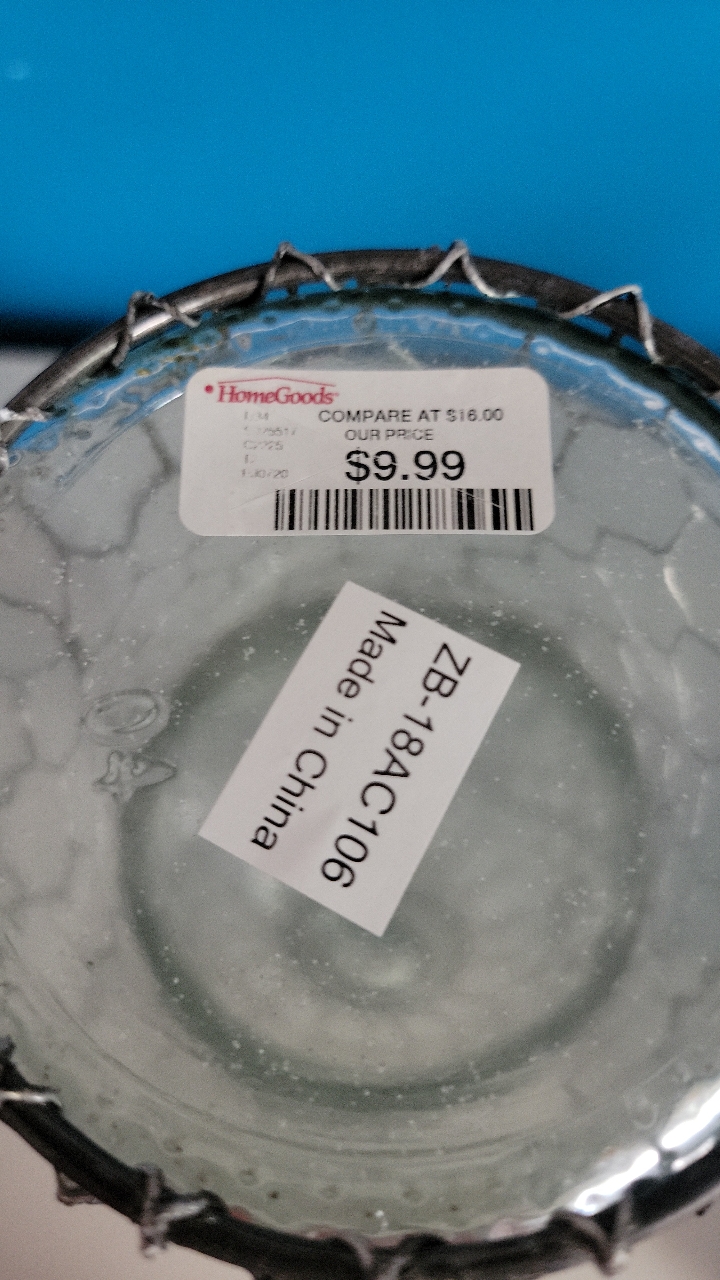 HomeGoods
COMPARE AT $16.00
OUR PRICE
$9.99
ZB-18AC106
Made in China